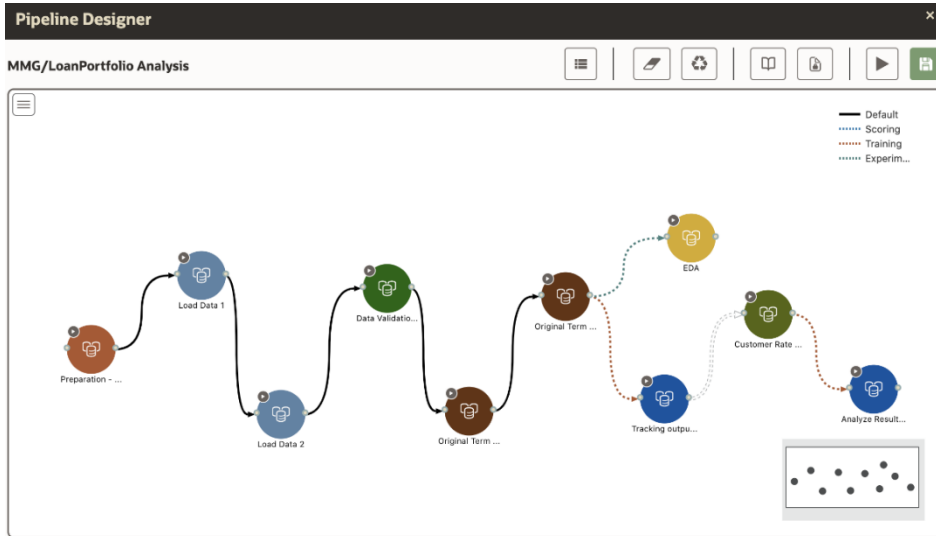 Pipeline Designer
MMG/LoanPortfolio Analysis
Default
Scoring
Training
Experim...
EDA
Load Data 1
Data Validatio...
Original Term ...
Customer Rate ...
Preparation - ...
Load Data 2
Original Term ...
Tracking outpu...
Analyze Result...